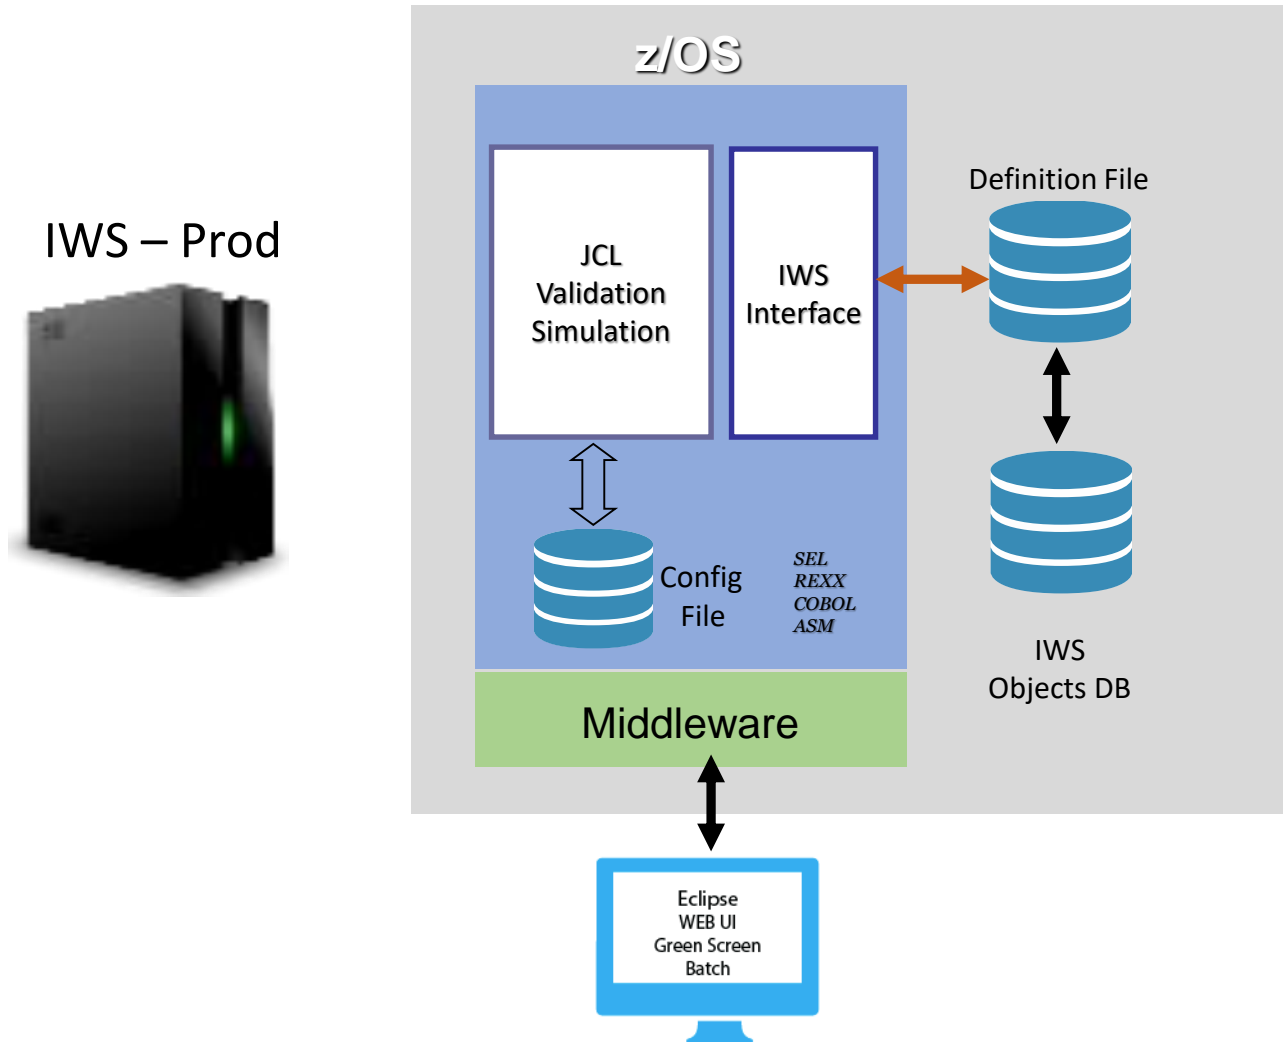 z/OS
IWS – Prod
JCL
Validation
Simulation
IWS
Interface
Definition File
Config
File
SEL
REXX
COBOL
ASM
IWS
Objects DB
Middleware
Eclipse
WEB UI
Green Screen
Batch